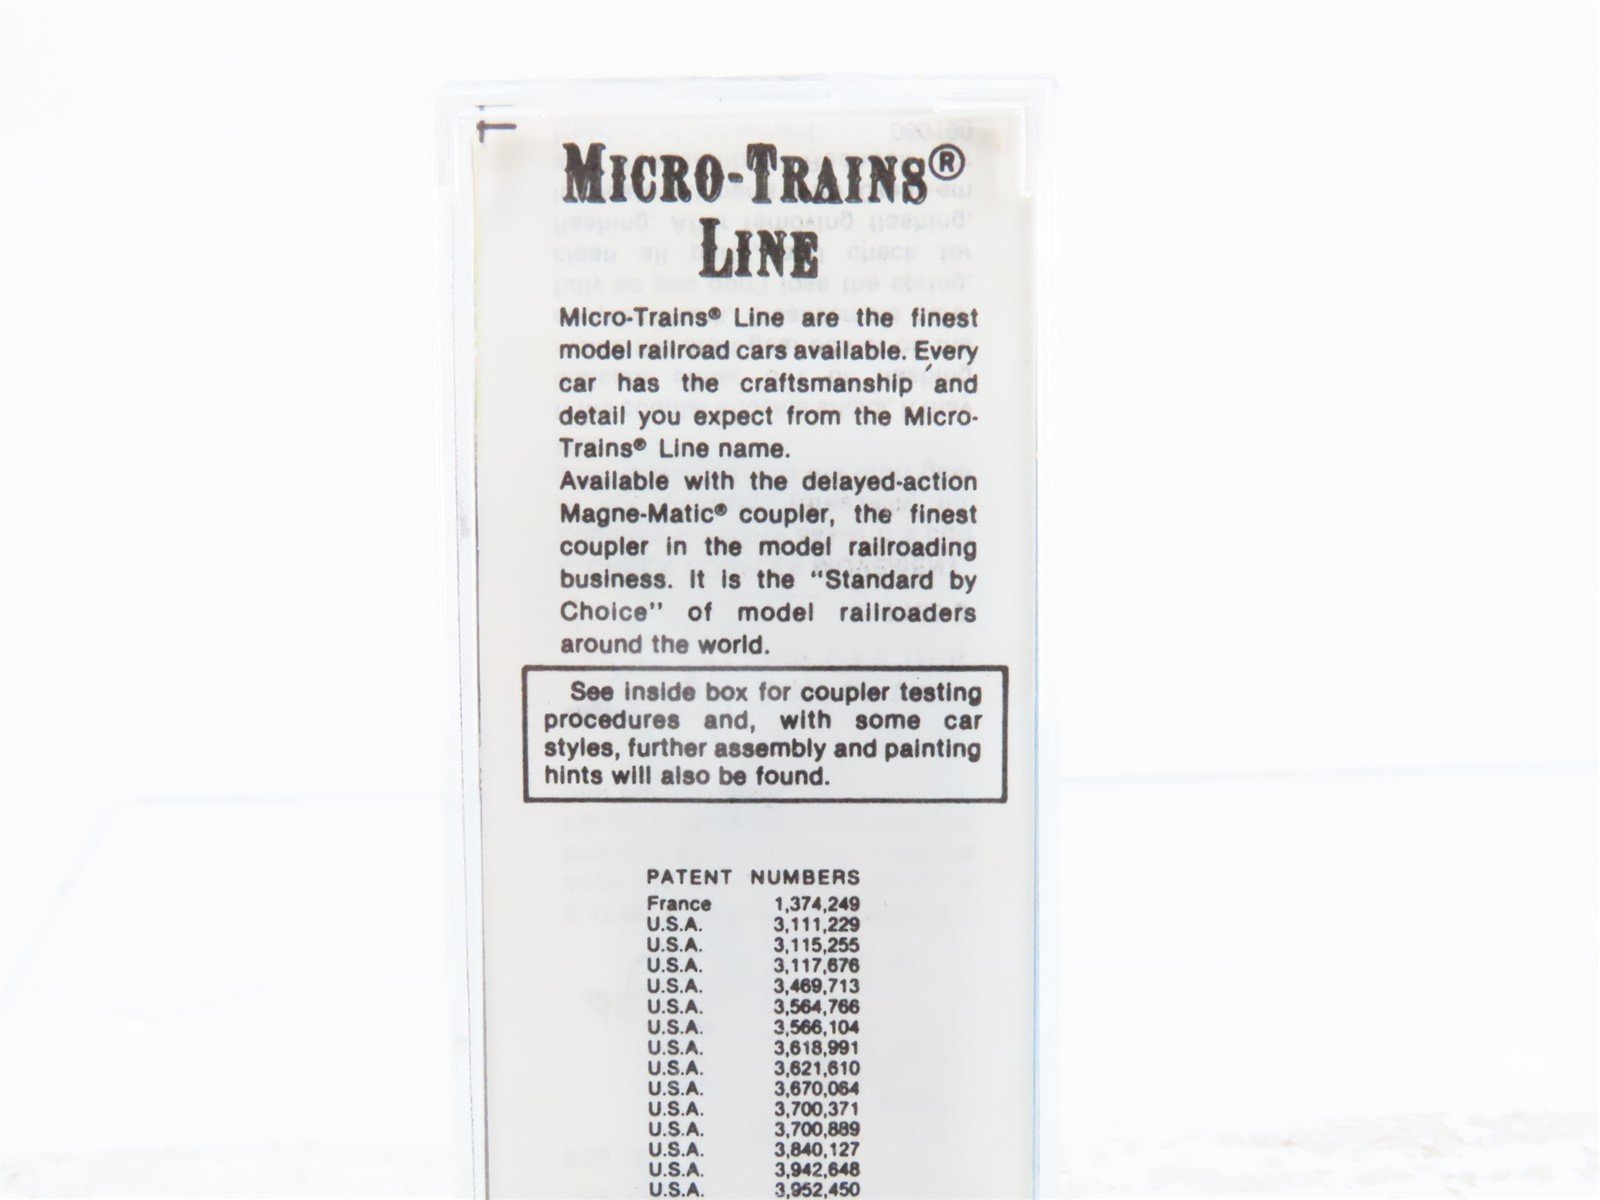 MICRO-TRAINS®
LINE
Micro-Trains® Line are the finest
model railroad cars available. Every
car has the craftsmanship and
detail you expect from the Micro-
Trains® Line name.
Available with the delayed-action
Magne-Matic® coupler, the finest
coupler in the model railroading
business. It is the "Standard by
Choice" of model railroaders
around the world.
See inside box for coupler testing
procedures and, with some car
styles, further assembly and painting
hints will also be found.
PATENT NUMBERS
France 1,374,249
U.S.A. 3,111,229
U.S.A. 3,115,255
U.S.A. 3,117,676
U.S.A. 3,469,713
U.S.A. 3,564,766
U.S.A. 3,566,104
U.S.A. 3,618,991
U.S.A. 3,621,610
U.S.A. 3,670,064
U.S.A. 3,700,371
U.S.A. 3,700,889
U.S.A. 3,840,127
U.S.A. 3,942,648
U.S.A. 3,952,450